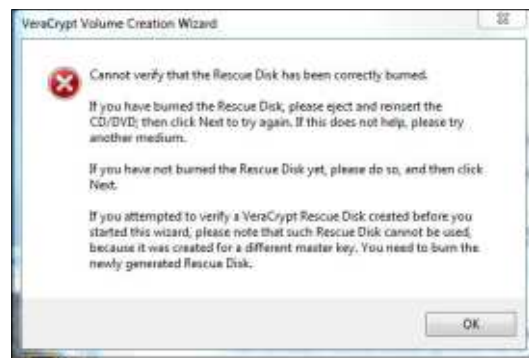 VeraCrypt Volume Creation Wizard
Cannot verify that the Rescue Disk has been correctly burned.
If you have burned the Rescue Disk, please eject and reinsert the
CD/DVD; then click Next to try again. If this does not help, please try
another medium.
If you have not burned the Rescue Disk yet, please do so, and then click
Next.
If you attempted to verify a VeraCrypt Rescue Disk created before you
started this wizard, please note that such Rescue Disk cannot be used,
because it was created for a different master key. You need to burn the
newly generated Rescue Disk.
OK